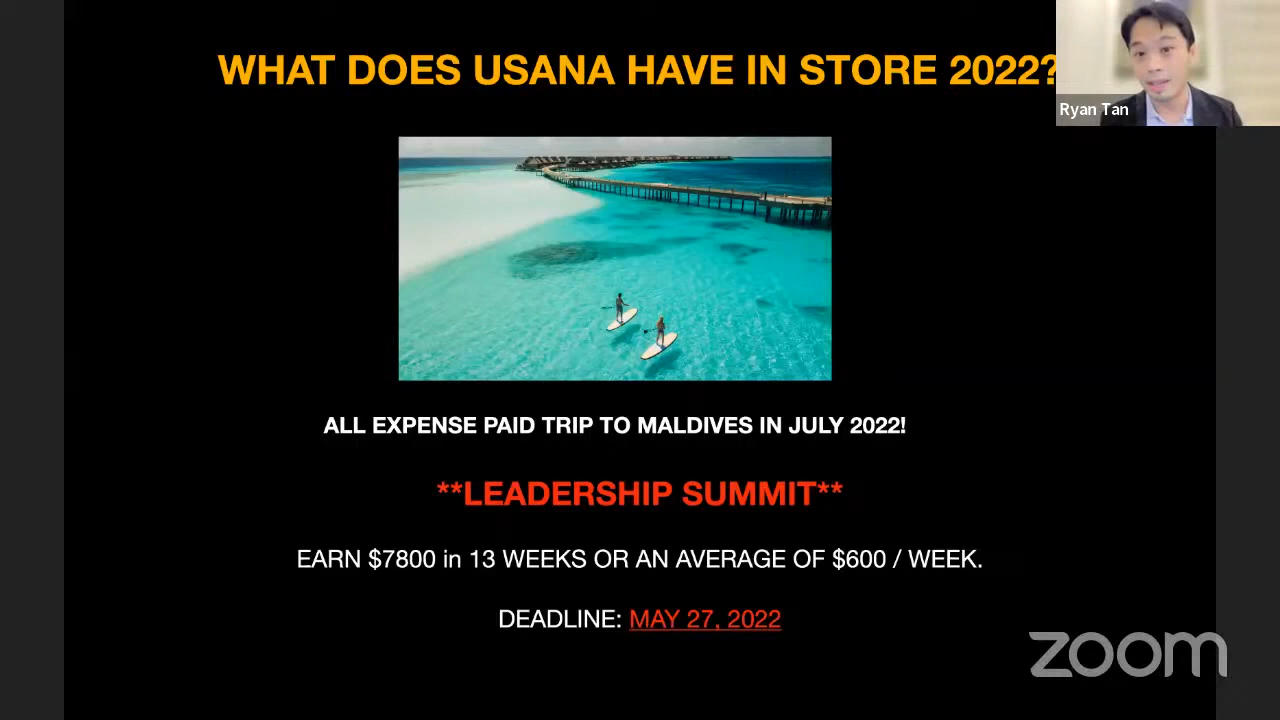 WHAT DOES USANA HAVE IN STORE 2022?
Ryan Tan
ALL EXPENSE PAID TRIP TO MALDIVES IN JULY 2022!
**LEADERSHIP SUMMIT**
EARN $7800 in 13 WEEKS OR AN AVERAGE OF $600 / WEEK.
DEADLINE: MAY 27, 2022
zoom